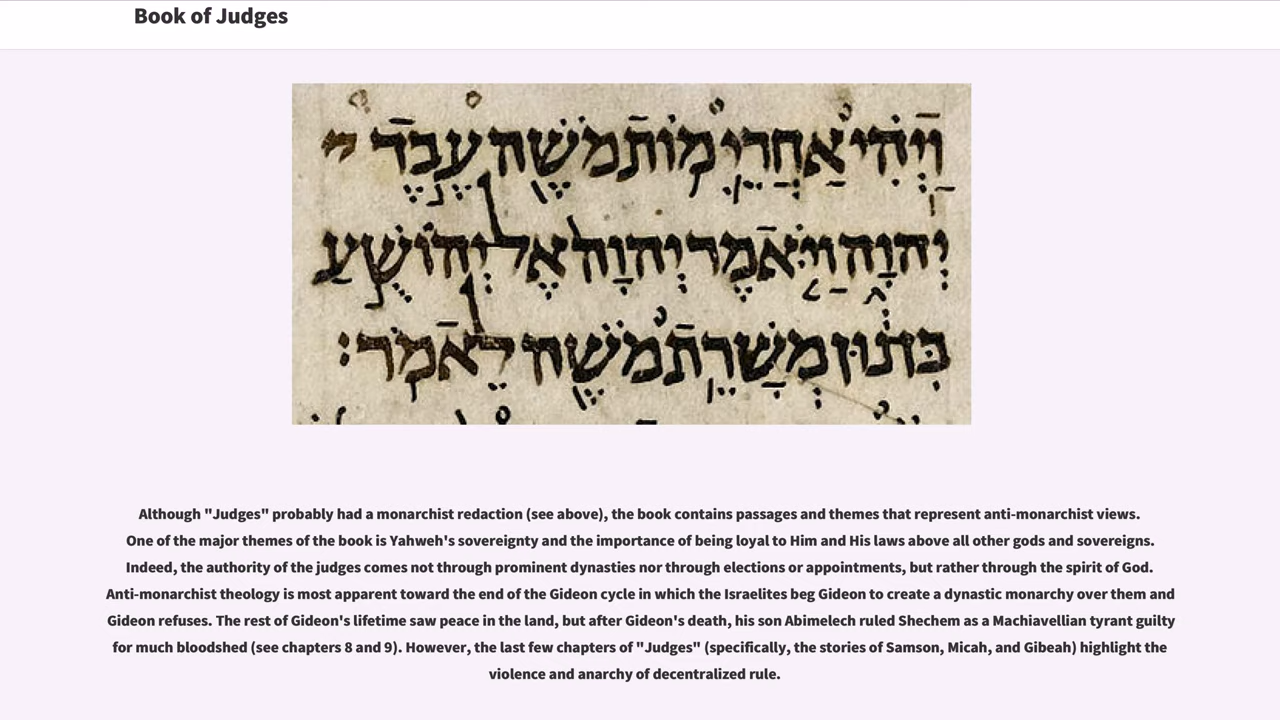 Book of Judges
וַיְהִי אַחֲרֵי מוֹת מֹשֶׁה עֶבֶד י
יְהוָה וַיֹּאמֶר יְהוָה אֶל יְהוֹשֻׁעַ
בִּן נוּן מְשָׁרֵת מֹשֶׁה לֵאמֹר׃
Although "Judges" probably had a monarchist redaction (see above), the book contains passages and themes that represent anti-monarchist views.
One of the major themes of the book is Yahweh's sovereignty and the importance of being loyal to Him and His laws above all other gods and sovereigns.
Indeed, the authority of the judges comes not through prominent dynasties nor through elections or appointments, but rather through the spirit of God.
Anti-monarchist theology is most apparent toward the end of the Gideon cycle in which the Israelites beg Gideon to create a dynastic monarchy over them and
Gideon refuses. The rest of Gideon's lifetime saw peace in the land, but after Gideon's death, his son Abimelech ruled Shechem as a Machiavellian tyrant guilty
for much bloodshed (see chapters 8 and 9). However, the last few chapters of "Judges" (specifically, the stories of Samson, Micah, and Gibeah) highlight the
violence and anarchy of decentralized rule.